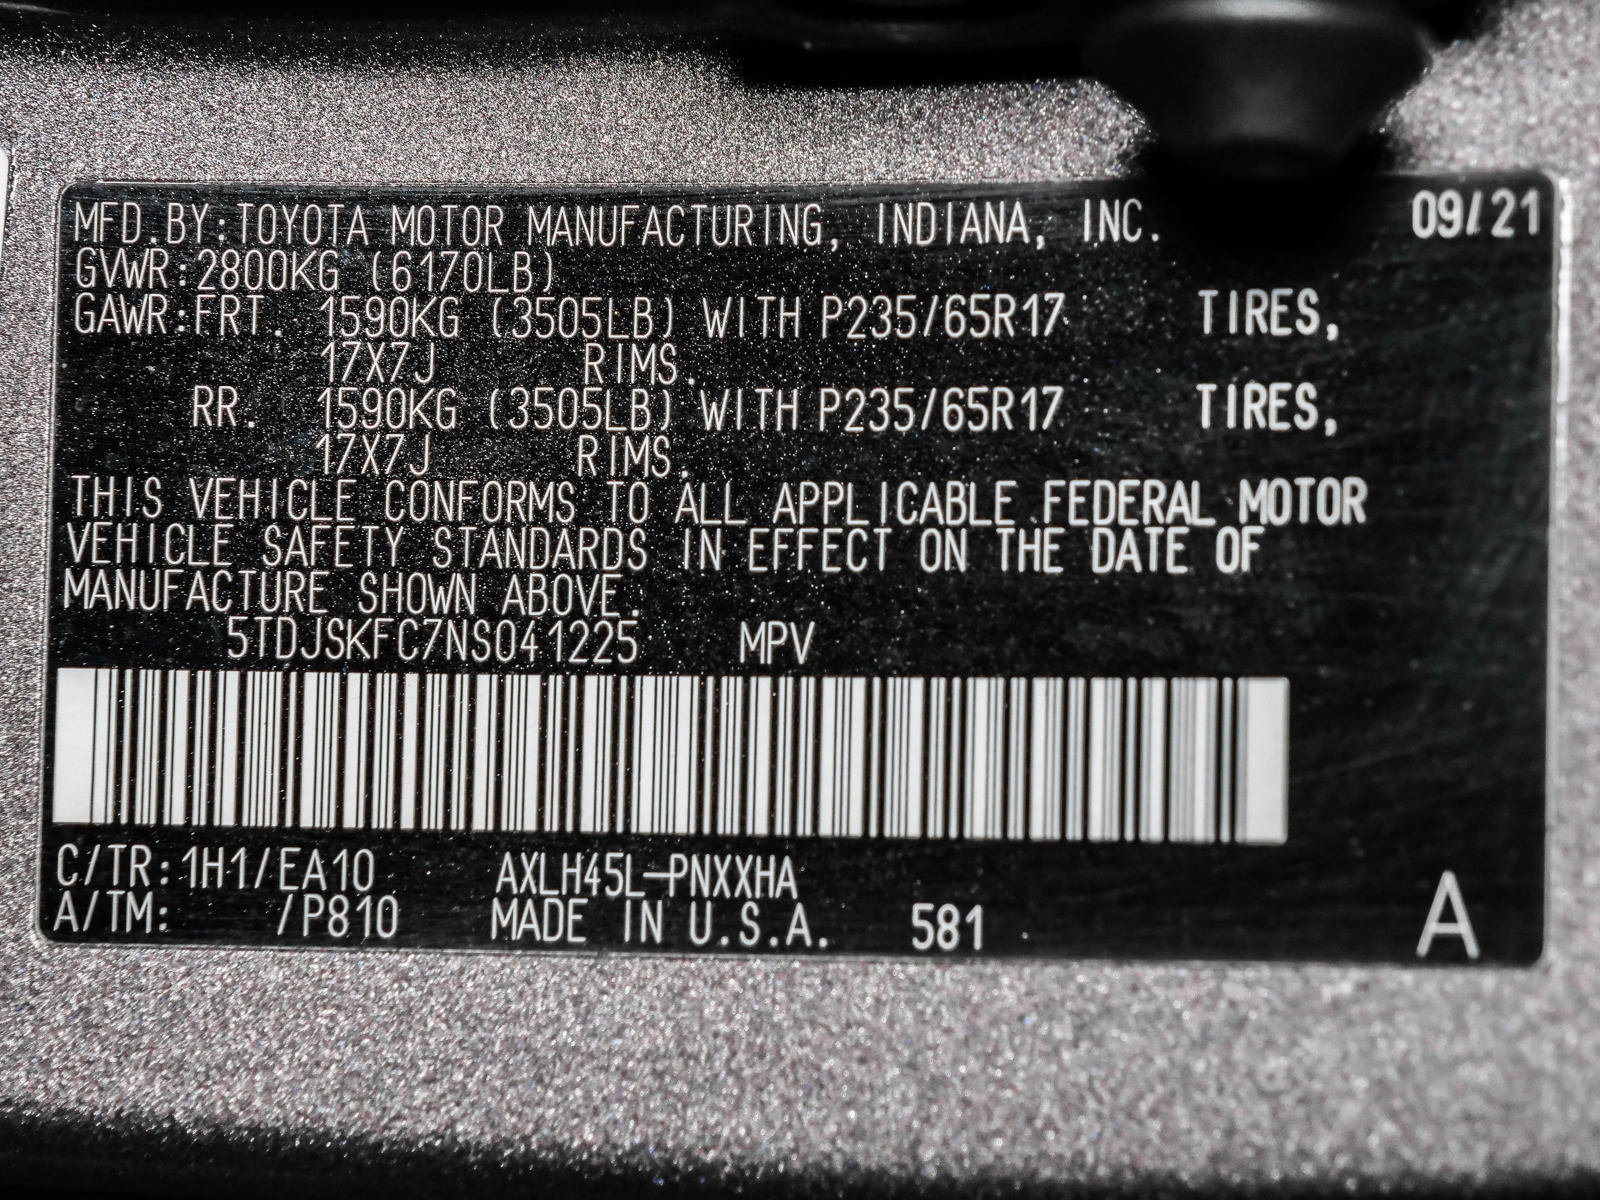 MFD.BY:TOYOTA MOTOR MANUFACTURING, INDIANA, INC. 09/21
GVWR:2800KG (6170LB)
GAWR:FRT. 1590KG (3505LB) WITH P235/65R17 TIRES,
17X7J RIMS.
RR. 1590KG (3505LB) WITH P235/65R17 TIRES,
17X7J RIMS.
THIS VEHICLE CONFORMS TO ALL APPLICABLE FEDERAL MOTOR
VEHICLE SAFETY STANDARDS IN EFFECT ON THE DATE OF
MANUFACTURE SHOWN ABOVE.
5TDJSKFC7NS041225 MPV
C/TR:1H1/EA10 AXLH45L-PNXXHA
A/TM: /P810 MADE IN U.S.A. 581 A